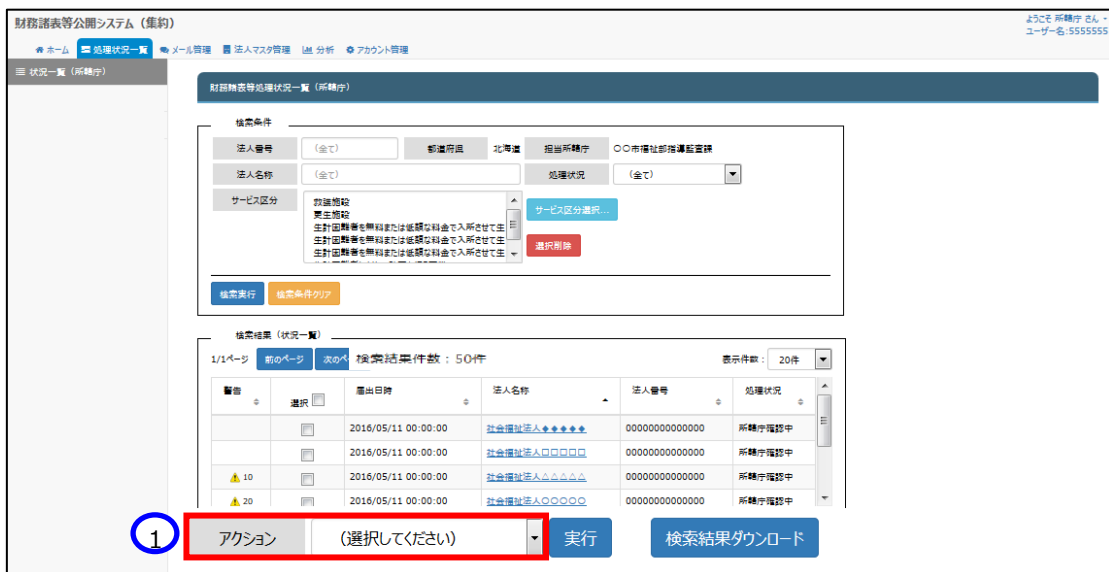 財務諸表等公開システム（集約）
ようこそ 所轄庁 さん
ユーザー名:5555555
ホーム 処理状況一覧 メール管理 法人マスタ管理 分析 アカウント管理
状況一覧（所轄庁）
財務諸表等処理状況一覧（所轄庁）
検索条件
法人番号 （全て） 都道府県 北海道 担当所轄庁 〇〇市福祉部指導監査課
法人名称 （全て） 処理状況 （全て）
サービス区分
救護施設
更生施設
生計困難者を無料または低額な料金で入所させて生
生計困難者を無料または低額な料金で入所させて生
生計困難者を無料または低額な料金で入所させて生
サービス区分選択...
選択削除
検索実行 検索条件クリア
検索結果（状況一覧）
1/1ページ 前のページ 次のペ 検索結果件数：50件 表示件数： 20件
警告 選択 届出日時 法人名称 法人番号 処理状況
2016/05/11 00:00:00 社会福祉法人◆◆◆◆◆ 00000000000000 所轄庁確認中
2016/05/11 00:00:00 社会福祉法人□□□□□ 00000000000000 所轄庁確認中
10 2016/05/11 00:00:00 社会福祉法人△△△△△ 00000000000000 所轄庁確認中
20 2016/05/11 00:00:00 社会福祉法人〇〇〇〇〇 00000000000000 所轄庁確認中
1 アクション （選択してください） 実行 検索結果ダウンロード